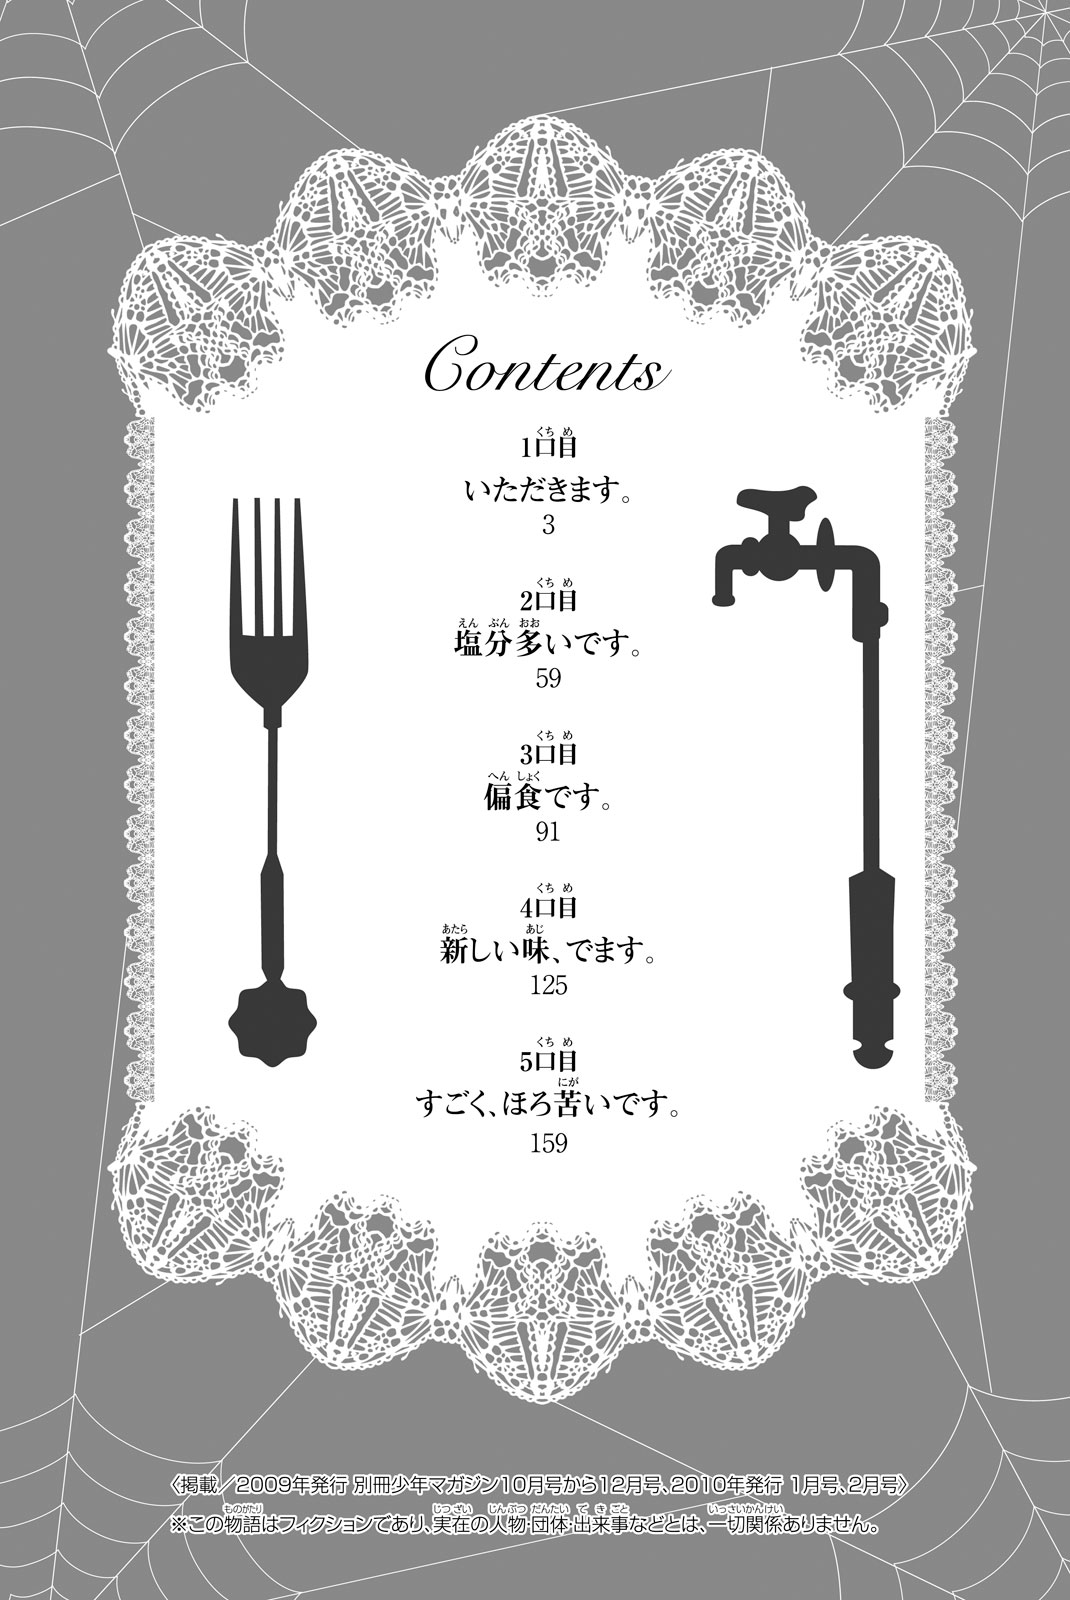 Contents
1口目
いただきます。
3
2口目
塩分多いです。
59
3口目
偏食です。
91
4口目
新しい味、でます。
125
5口目
すごく、ほろ苦いです。
159
〈掲載／2009年発行 別冊少年マガジン10月号から12月号、2010年発行 1月号、2月号〉
※この物語はフィクションであり、実在の人物・団体・出来事などとは、一切関係ありません。